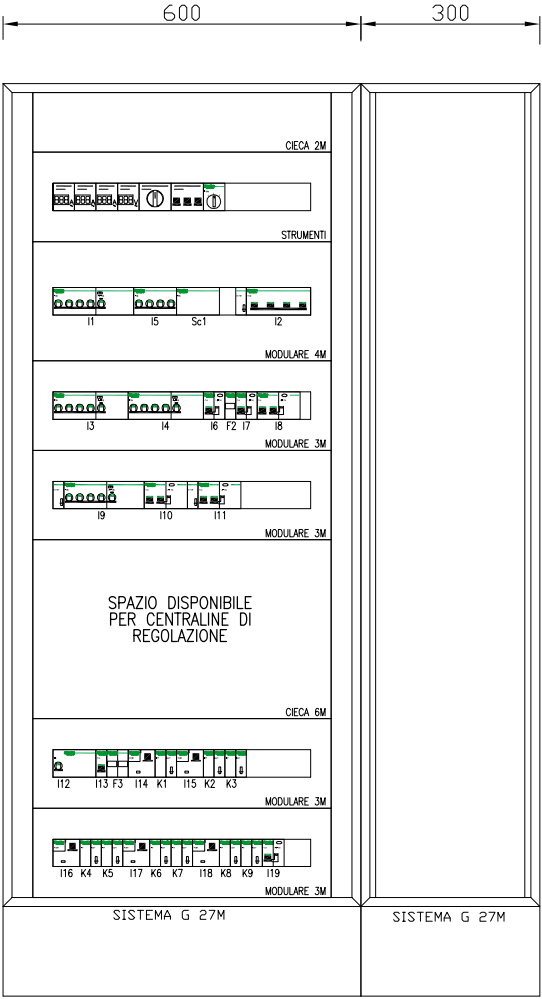 600 300
CIECA 2M
STRUMENTI
I1 I5 Sc1 I2
MODULARE 4M
I3 I4 I6 F2 I7 I8
MODULARE 3M
I9 I10 I11
MODULARE 3M
SPAZIO DISPONIBILE
PER CENTRALINE DI
REGOLAZIONE
CIECA 6M
I12 I13 F3 I14 K1 I15 K2 K3
MODULARE 3M
I16 K4 K5 I17 K6 K7 I18 K8 K9 I19
MODULARE 3M
SISTEMA G 27M SISTEMA G 27M